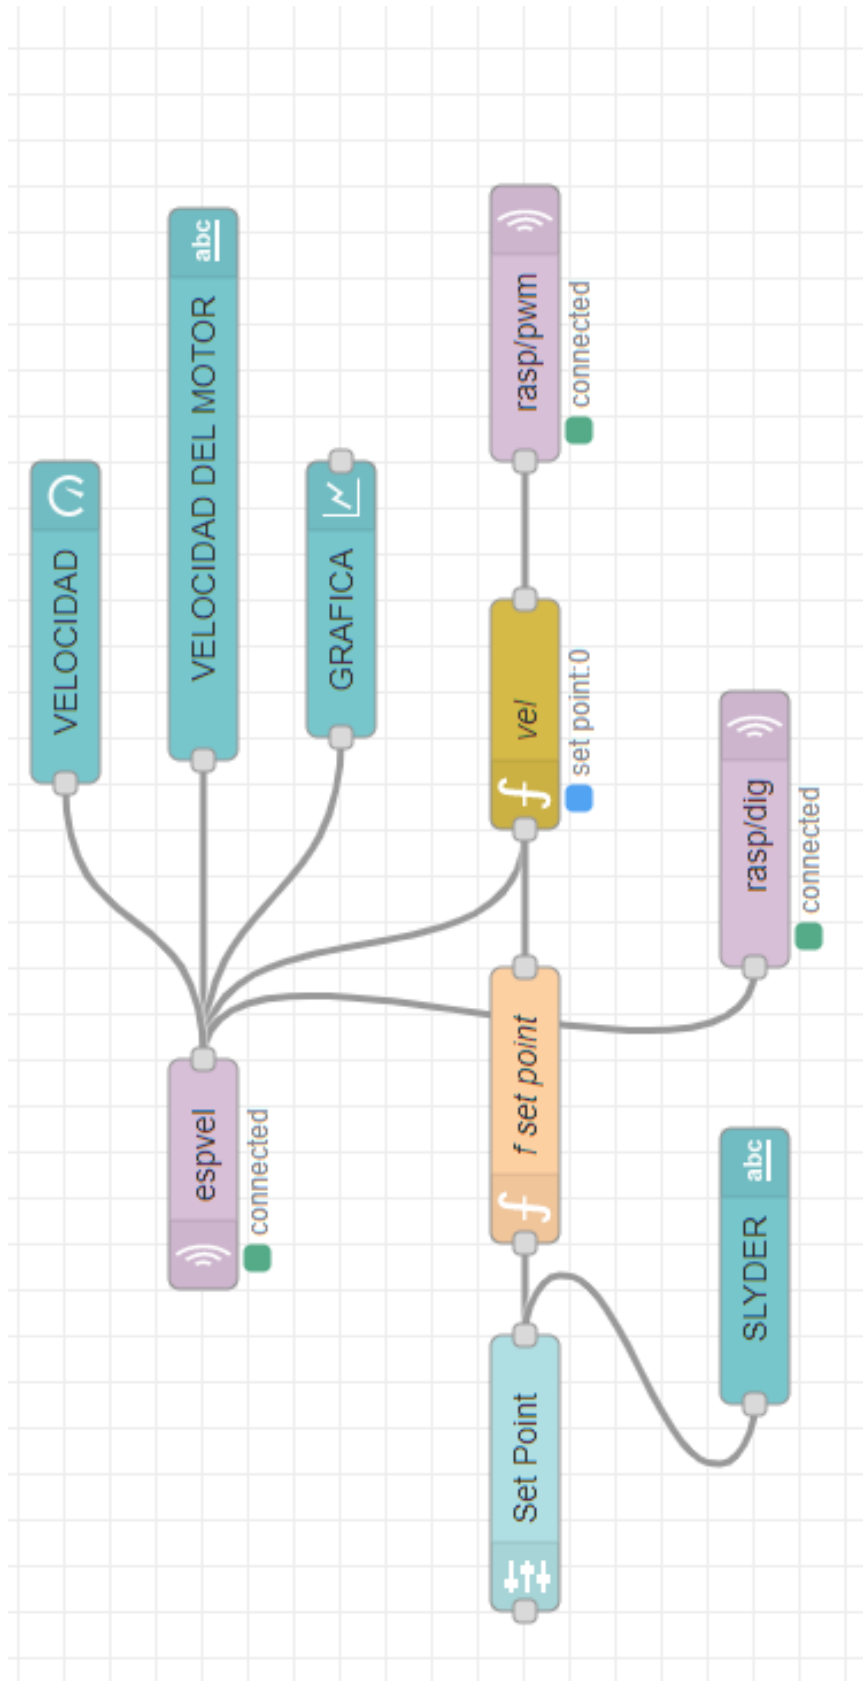 VELOCIDAD
abc
VELOCIDAD DEL MOTOR
GRAFICA
espvel
connected
rasp/pwm
connected
vel
set point:0
f set point
Set Point
rasp/dig
connected
abc
SLYDER